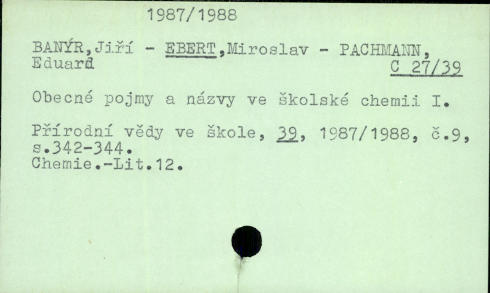 1987/1988
BANÝR,Jiří - EBERT,Miroslav - PACHMANN,
Eduard
C 27/39
Obecné pojmy a názvy ve školské chemii I.
Přírodní vědy ve škole, 39, 1987/1988, č.9,
s.342-344.
Chemie.-Lit.12.